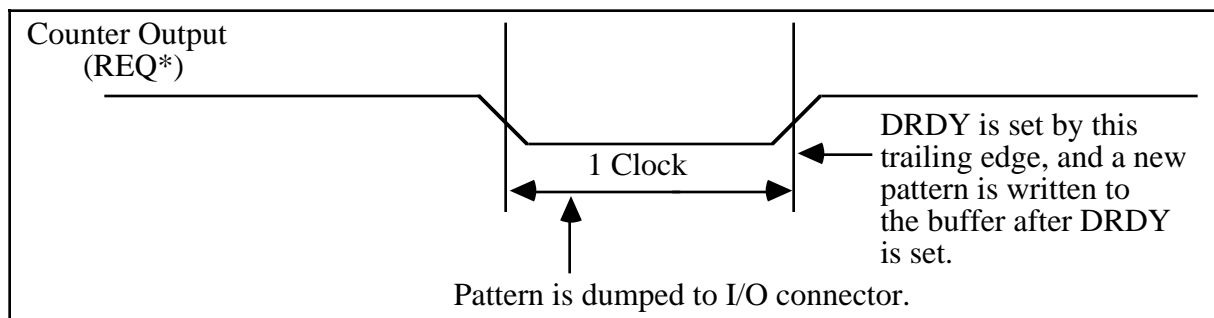 Counter Output
(REQ*)
1 Clock
DRDY is set by this
trailing edge, and a new
pattern is written to
the buffer after DRDY
is set.
Pattern is dumped to I/O connector.